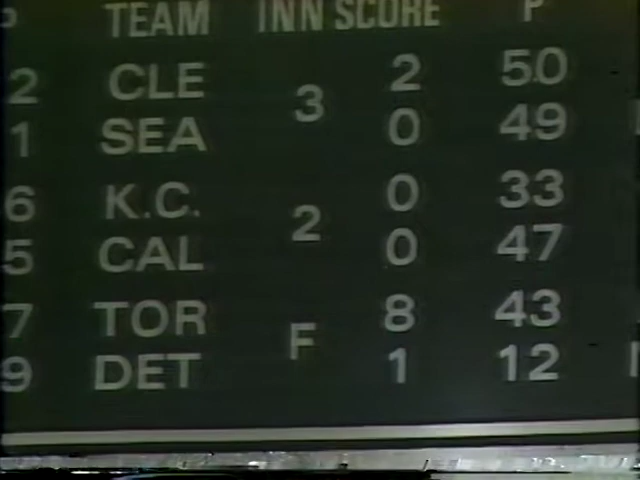 TEAM INN SCORE P
2 CLE 2 50
3
1 SEA 0 49
6 K.C. 0 33
2
5 CAL 0 47
7 TOR 8 43
F
9 DET 1 12